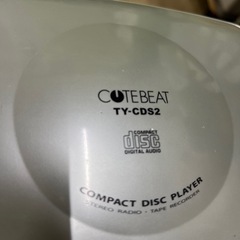 CUTEBEAT
TY-CDS2
COMPACT
disc
DIGITAL AUDIO
COMPACT DISC PLAYER
STEREO · RADIO · TAPE RECORDER